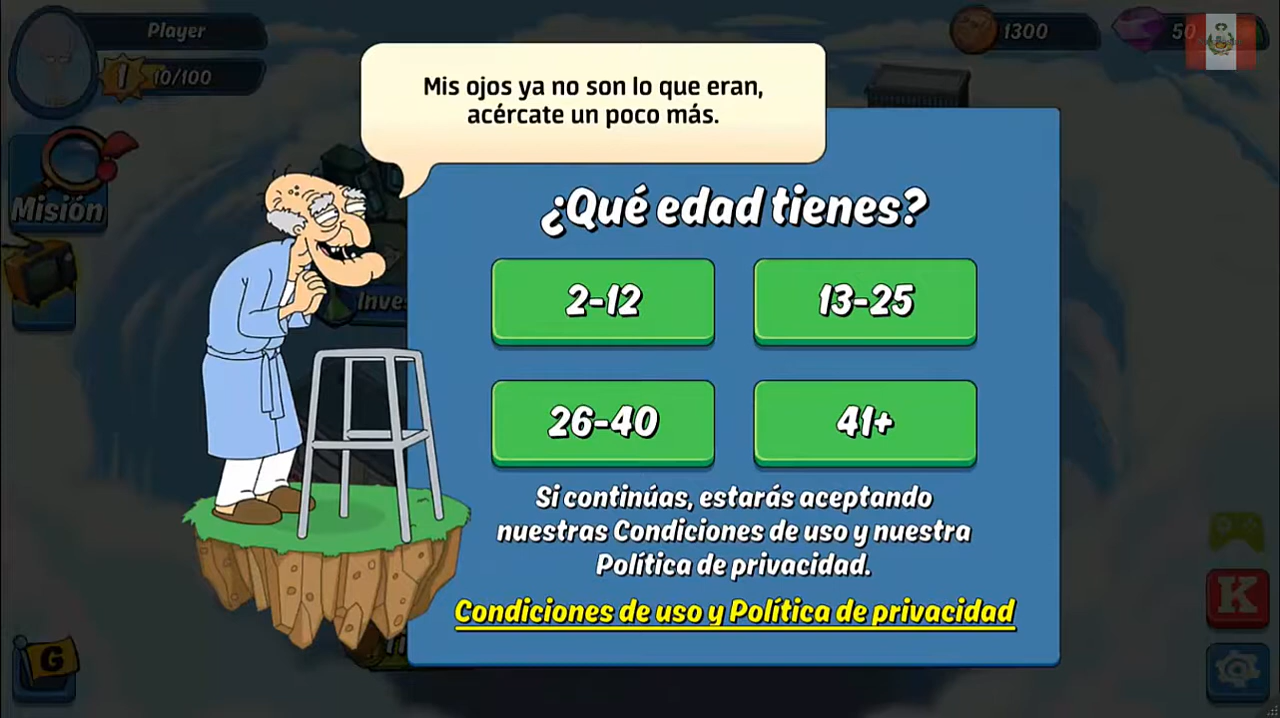 Player
1300
50
1
10/100
Mis ojos ya no son lo que eran,
acércate un poco más.
¿Qué edad tienes?
Misión
2-12
13-25
26-40
41+
Si continúas, estarás aceptando
nuestras Condiciones de uso y nuestra
Política de privacidad.
Condiciones de uso y Política de privacidad
K
G